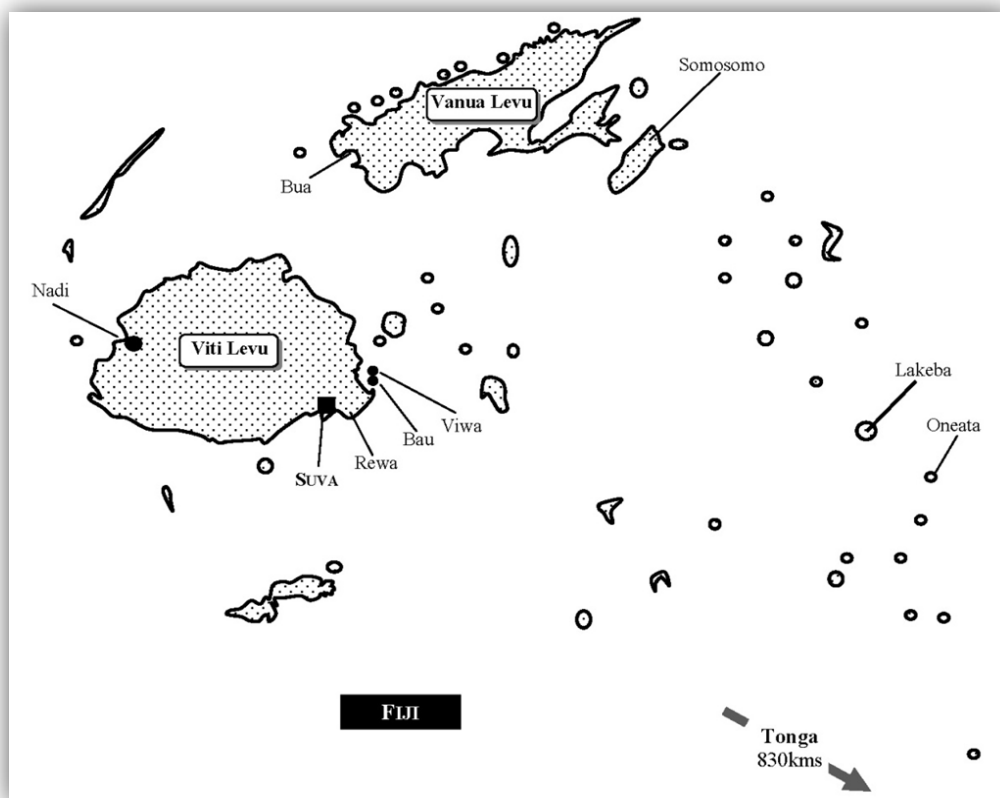 Somosomo
Vanua Levu
Bua
Nadi
Viti Levu
Lakeba
Viwa
Oneata
Bau
Rewa
SUVA
FIJI
Tonga
830kms